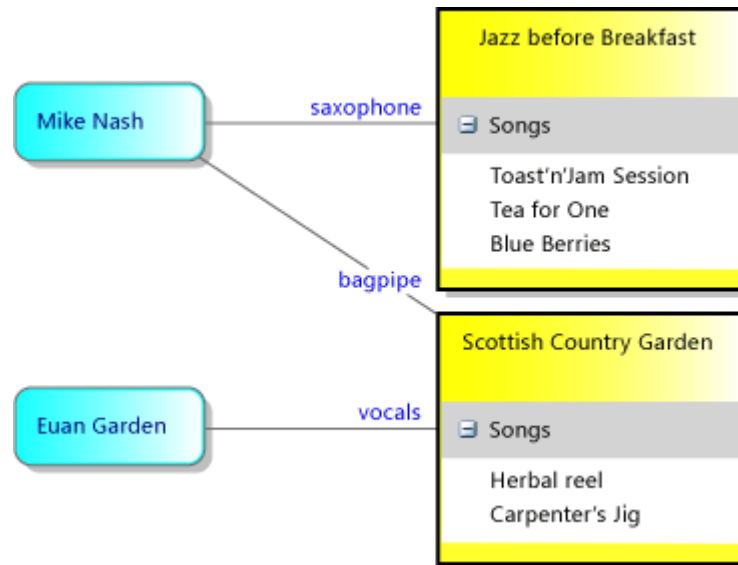 Jazz before Breakfast
Mike Nash
saxophone
Songs
Toast'n'Jam Session
Tea for One
Blue Berries
bagpipe
Scottish Country Garden
Euan Garden
vocals
Songs
Herbal reel
Carpenter's Jig